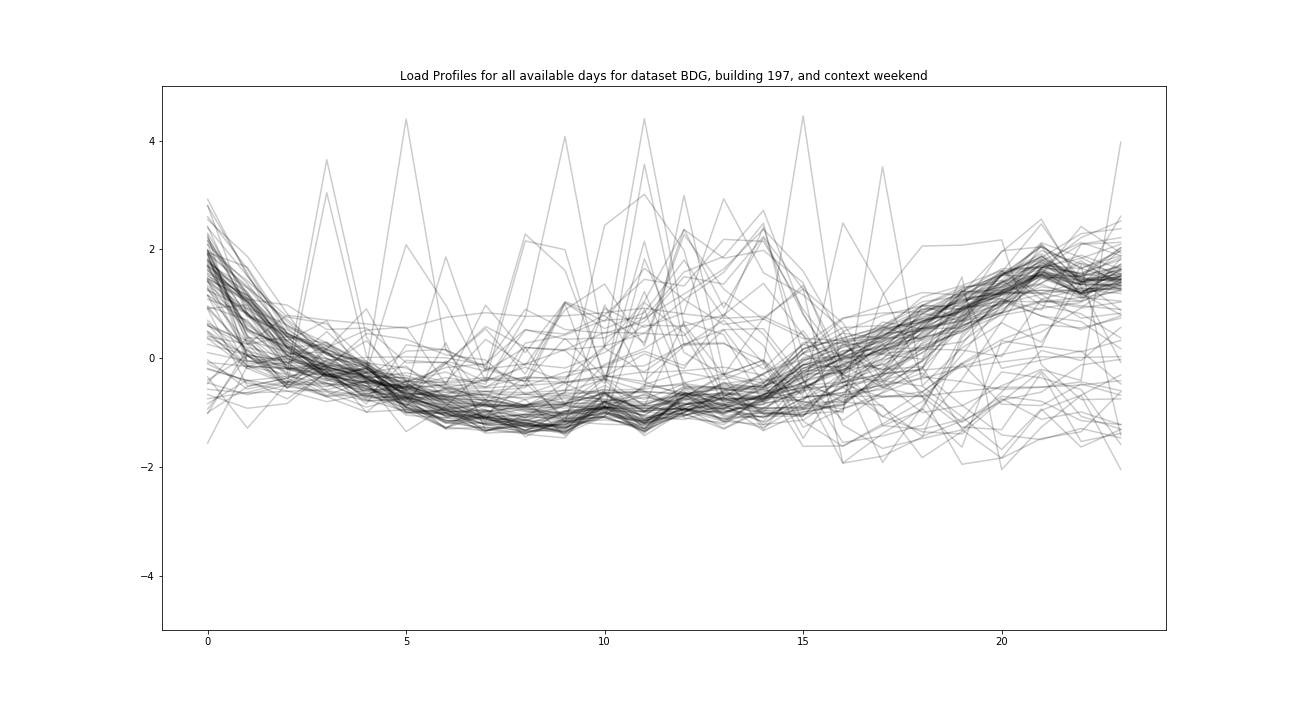 Load Profiles for all available days for dataset BDG, building 197, and context weekend
4
2
0
−2
−4
0 5 10 15 20